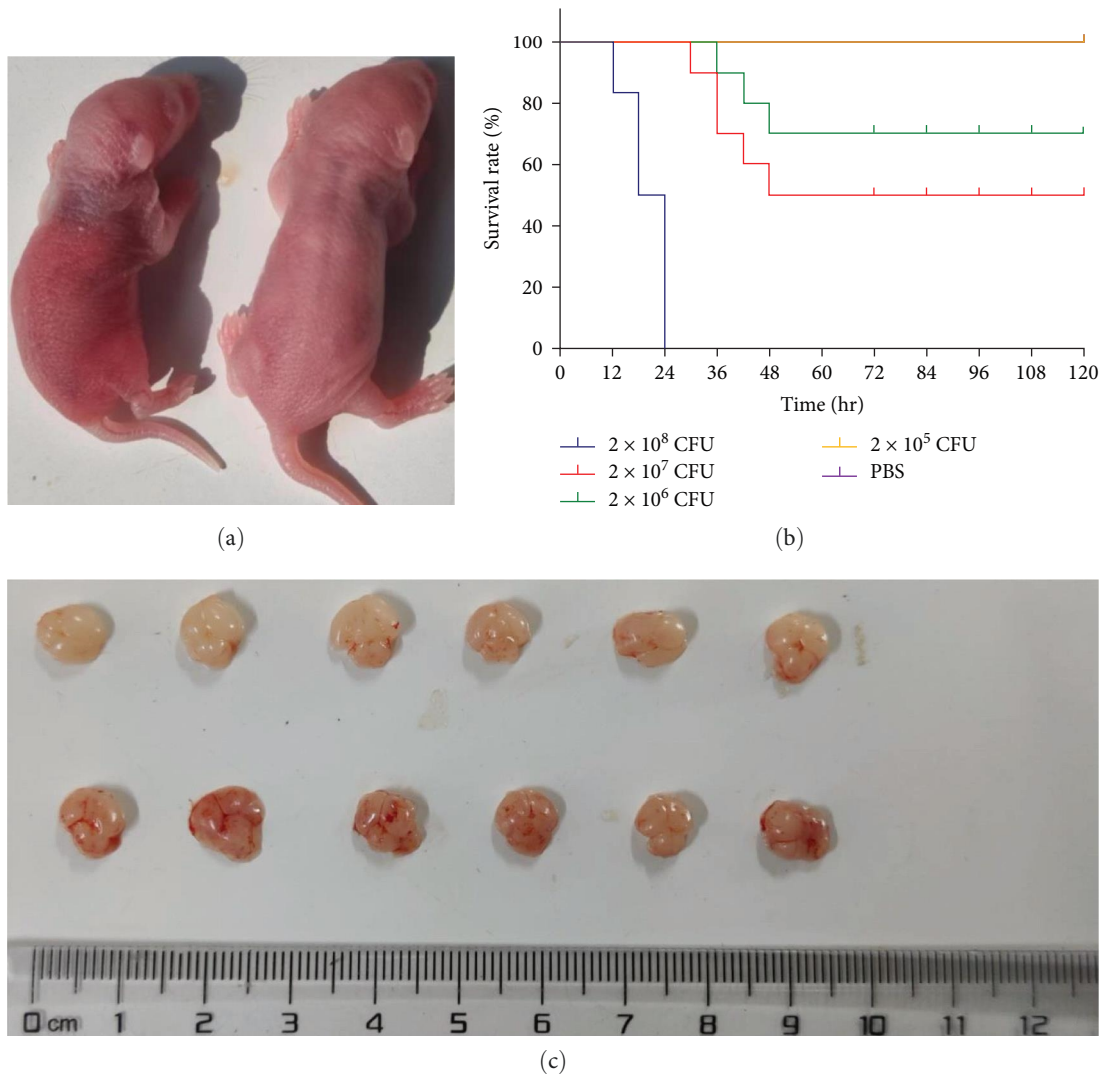 100
80
60
40
20
0
Survival rate (%)
0 12 24 36 48 60 72 84 96 108 120
Time (hr)
2 × 10⁸ CFU
2 × 10⁷ CFU
2 × 10⁶ CFU
2 × 10⁵ CFU
PBS
(a)
(b)
0 cm 1 2 3 4 5 6 7 8 9 10 11 12
(c)